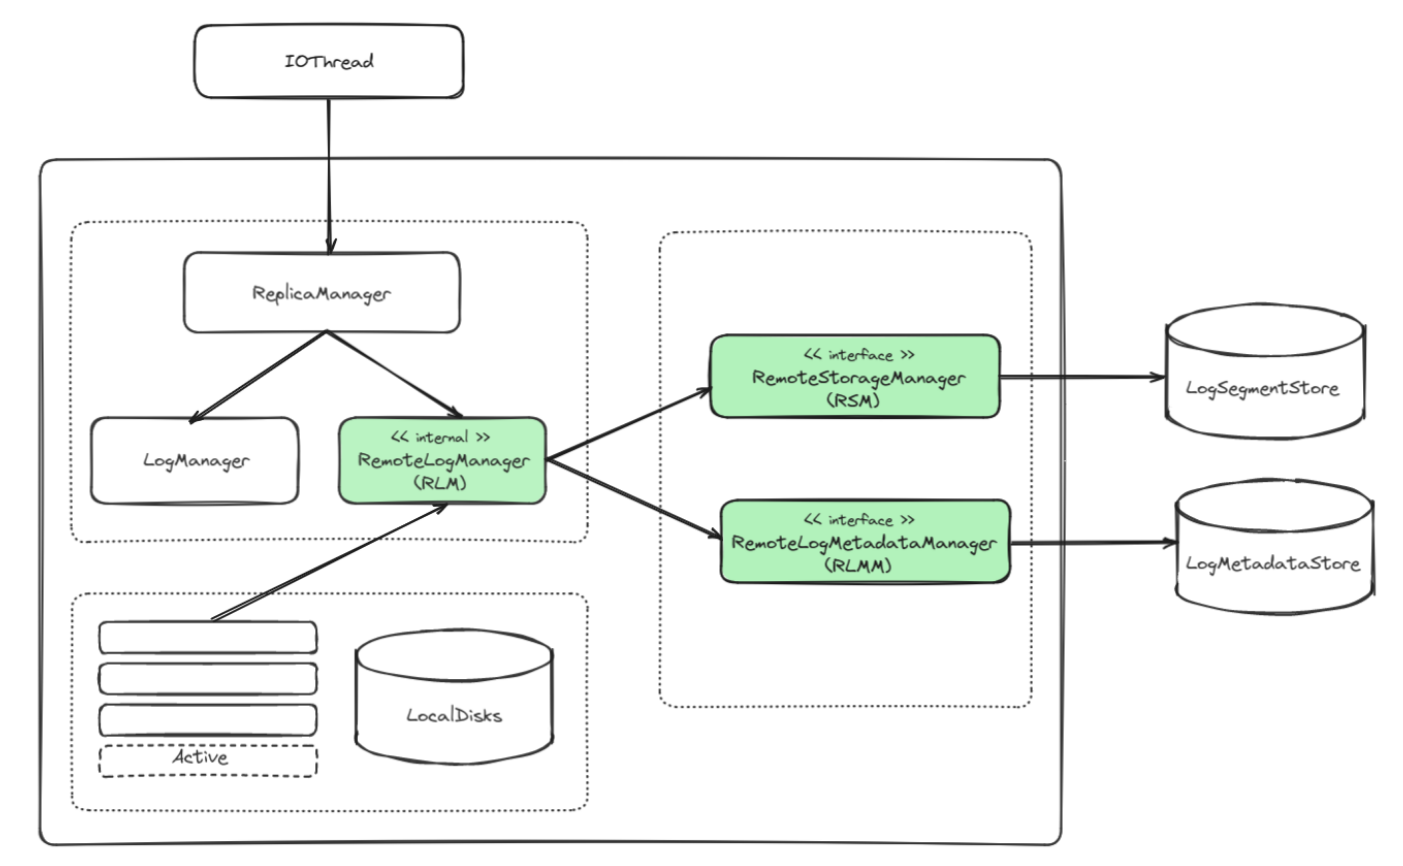 IOThread
ReplicaManager
LogManager
<< internal >>
RemoteLogManager
(RLM)
<< interface >>
RemoteStorageManager
(RSM)
<< interface >>
RemoteLogMetadataManager
(RLMM)
LogSegmentStore
LogMetadataStore
Active
LocalDisks